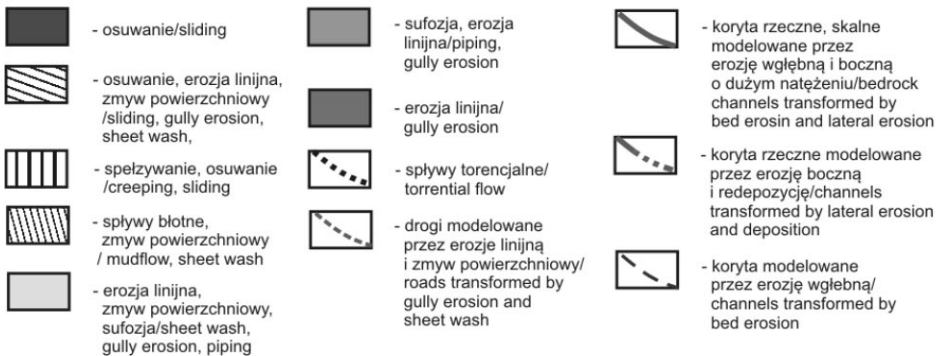 - osuwanie/sliding
- osuwanie, erozja linijna,
zmyw powierzchniowy
/sliding, gully erosion,
sheet wash,
- spełzywanie, osuwanie
/creeping, sliding
- spływy błotne,
zmyw powierzchniowy
/ mudflow, sheet wash
- erozja linijna,
zmyw powierzchniowy,
sufozja/sheet wash,
gully erosion, piping
- sufozja, erozja
linijna/piping,
gully erosion
- erozja linijna/
gully erosion
- spływy torencjalne/
torrential flow
- drogi modelowane
przez erozje linijną
i zmyw powierzchniowy/
roads transformed by
gully erosion and
sheet wash
- koryta rzeczne, skalne
modelowane przez
erozję wgłębną i boczną
o dużym natężeniu/bedrock
channels transformed by
bed erosin and lateral erosion
- koryta rzeczne modelowane
przez erozję boczną
i redepozycję/channels
transformed by lateral erosion
and deposition
- koryta modelowane
przez erozję wgłebną/
channels transformed by
bed erosion